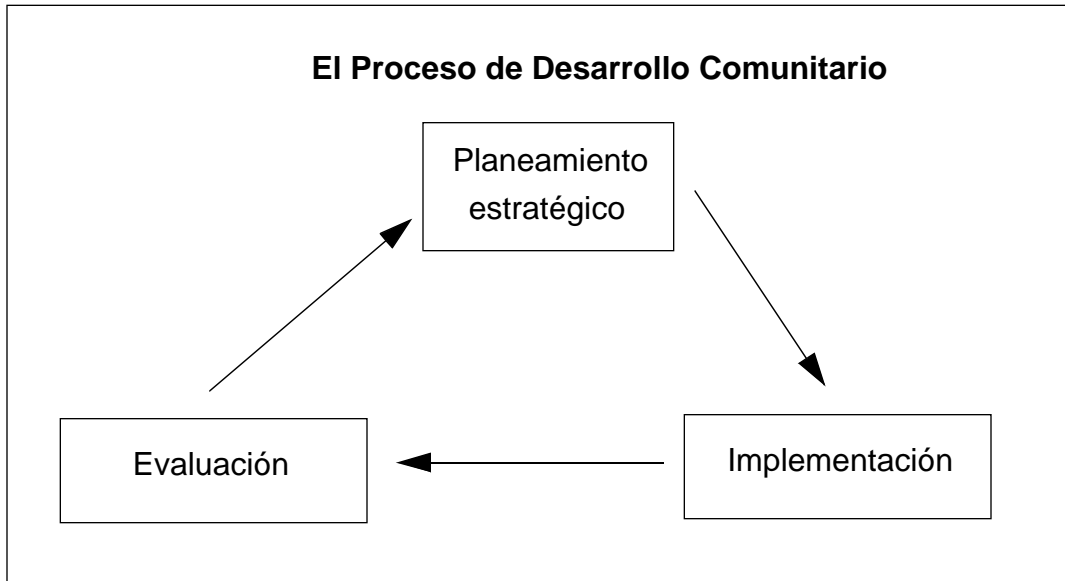 El Proceso de Desarrollo Comunitario
Planeamiento
estratégico
Evaluación
Implementación